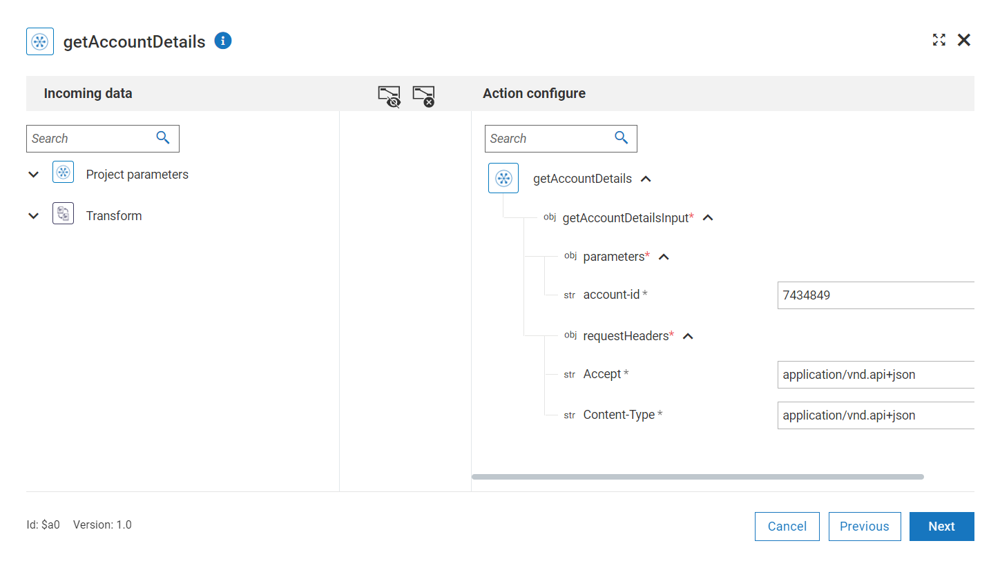 getAccountDetails i
Incoming data
Action configure
Search
Project parameters
Transform
Search
getAccountDetails
obj getAccountDetailsInput*
obj parameters*
str account-id * 7434849
obj requestHeaders*
str Accept * application/vnd.api+json
str Content-Type * application/vnd.api+json
Id: $a0 Version: 1.0
Cancel Previous Next